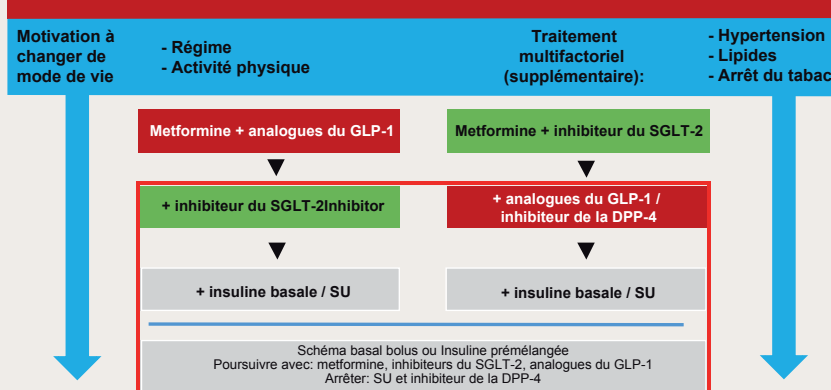 Motivation à
changer de
mode de vie
- Régime
- Activité physique
Traitement
multifactoriel
(supplémentaire):
- Hypertension
- Lipides
- Arrêt du tabac
Metformine + analogues du GLP-1
Metformine + inhibiteur du SGLT-2
+ inhibiteur du SGLT-2Inhibitor
+ analogues du GLP-1 /
inhibiteur de la DPP-4
+ insuline basale / SU
+ insuline basale / SU
Schéma basal bolus ou Insuline prémélangée
Poursuivre avec: metformine, inhibiteurs du SGLT-2, analogues du GLP-1
Arrêter: SU et inhibiteur de la DPP-4